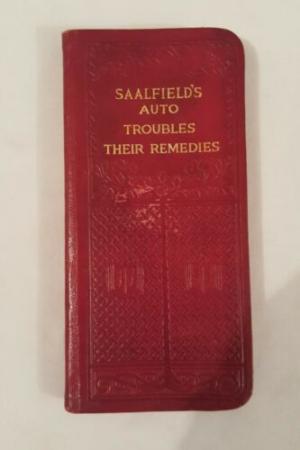 SAALFIELD'S
AUTO
TROUBLES
THEIR REMEDIES